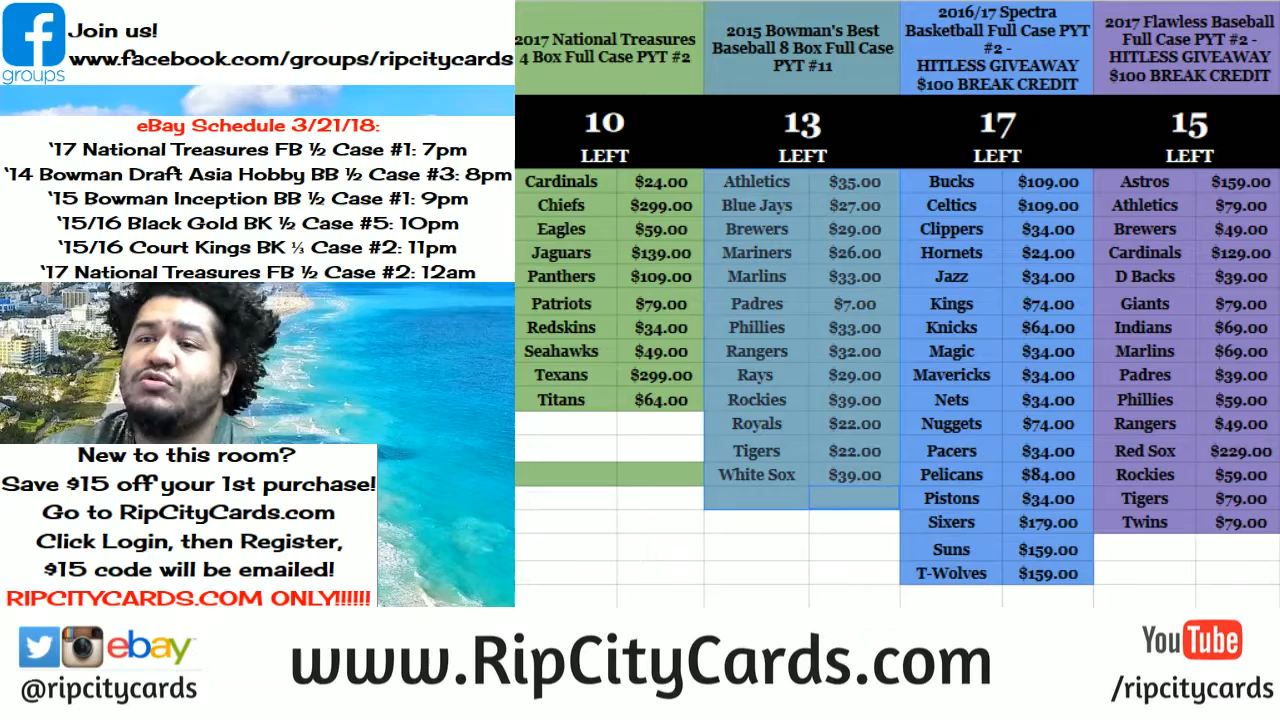 Join us!
www.facebook.com/groups/ripcitycards
groups
eBay Schedule 3/21/18:
'17 National Treasures FB ½ Case #1: 7pm
'14 Bowman Draft Asia Hobby BB ½ Case #3: 8pm
'15 Bowman Inception BB ½ Case #1: 9pm
'15/16 Black Gold BK ½ Case #5: 10pm
'15/16 Court Kings BK ⅓ Case #2: 11pm
'17 National Treasures FB ½ Case #2: 12am
New to this room?
Save $15 off your 1st purchase!
Go to RipCityCards.com
Click Login, then Register,
$15 code will be emailed!
RIPCITYCARDS.COM ONLY!!!!!!
2017 National Treasures
4 Box Full Case PYT #2
10
LEFT
Cardinals $24.00
Chiefs $299.00
Eagles $59.00
Jaguars $139.00
Panthers $109.00
Patriots $79.00
Redskins $34.00
Seahawks $49.00
Texans $299.00
Titans $64.00
2015 Bowman's Best
Baseball 8 Box Full Case
PYT #11
13
LEFT
Athletics $35.00
Blue Jays $27.00
Brewers $29.00
Mariners $26.00
Marlins $33.00
Padres $7.00
Phillies $33.00
Rangers $32.00
Rays $29.00
Rockies $39.00
Royals $22.00
Tigers $22.00
White Sox $39.00
2016/17 Spectra
Basketball Full Case PYT
#2 -
HITLESS GIVEAWAY
$100 BREAK CREDIT
17
LEFT
Bucks $109.00
Celtics $109.00
Clippers $34.00
Hornets $24.00
Jazz $34.00
Kings $74.00
Knicks $64.00
Magic $34.00
Mavericks $34.00
Nets $34.00
Nuggets $74.00
Pacers $34.00
Pelicans $84.00
Pistons $34.00
Sixers $179.00
Suns $159.00
T-Wolves $159.00
2017 Flawless Baseball
Full Case PYT #2 -
HITLESS GIVEAWAY
$100 BREAK CREDIT
15
LEFT
Astros $159.00
Athletics $79.00
Brewers $49.00
Cardinals $129.00
D Backs $39.00
Giants $79.00
Indians $69.00
Marlins $69.00
Padres $39.00
Phillies $59.00
Rangers $49.00
Red Sox $229.00
Rockies $59.00
Tigers $79.00
Twins $79.00
ebay
@ripcitycards
www.RipCityCards.com
YouTube
/ripcitycards